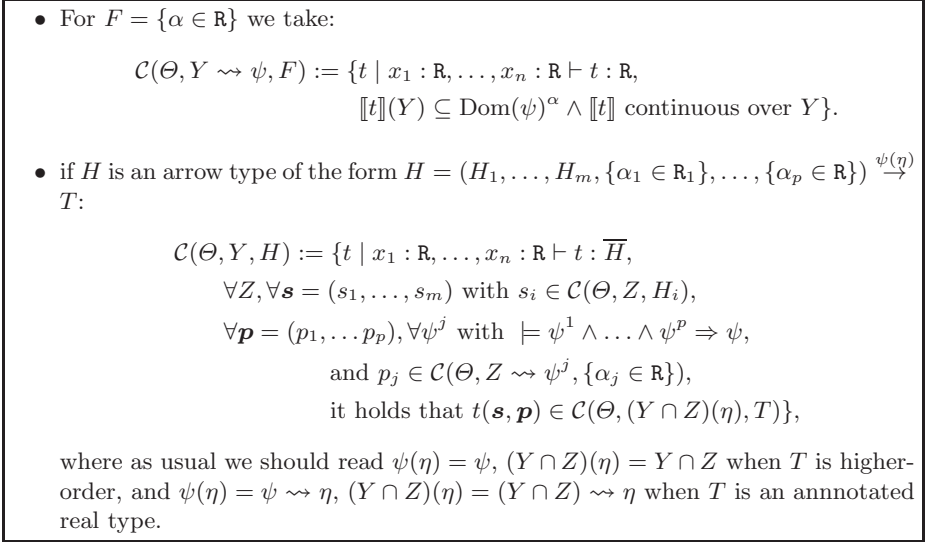 • For F = {α ∈ R} we take:
C(Θ, Y ⇝ ψ, F) := {t | x₁ : R, . . . , xₙ : R ⊢ t : R,
⟦t⟧(Y) ⊆ Dom(ψ)^α ∧ ⟦t⟧ continuous over Y}.
• if H is an arrow type of the form H = (H₁, . . . , Hₘ, {α₁ ∈ R₁}, . . . , {αₚ ∈ R}) →^{ψ(η)}
T:
C(Θ, Y, H) := {t | x₁ : R, . . . , xₙ : R ⊢ t : H̅,
∀Z, ∀s = (s₁, . . . , sₘ) with sᵢ ∈ C(Θ, Z, Hᵢ),
∀p = (p₁, . . . pₚ), ∀ψʲ with ⊨ ψ¹ ∧ . . . ∧ ψᵖ ⇒ ψ,
and pⱼ ∈ C(Θ, Z ⇝ ψʲ, {αⱼ ∈ R}),
it holds that t(s, p) ∈ C(Θ, (Y ∩ Z)(η), T)},
where as usual we should read ψ(η) = ψ, (Y ∩ Z)(η) = Y ∩ Z when T is higher-
order, and ψ(η) = ψ ⇝ η, (Y ∩ Z)(η) = (Y ∩ Z) ⇝ η when T is an annnotated
real type.